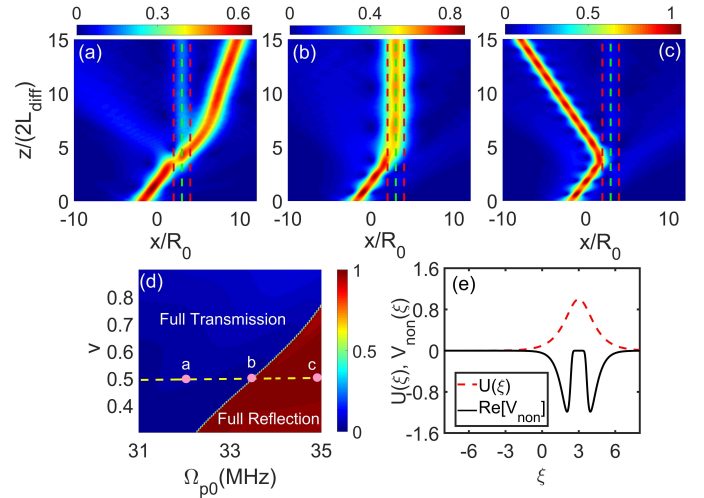 0 0.2 0.4 0.6
0 0.4 0.8
0 0.5 1
(a)
(b)
(c)
z/(2L_diff)
15
10
5
0
-10 0 10
-10 0 10
-10 0 10
x/R_0
x/R_0
x/R_0
(d)
Full Transmission
a b c
Full Reflection
v
0.8
0.7
0.6
0.5
0.4
31 33 35
Ω_p0(MHz)
1
0.5
0
(e)
U(ξ), V_non(ξ)
1.6
0.8
0
-0.8
-1.6
U(ξ)
Re[V_non]
-6 -3 0 3 6
ξ